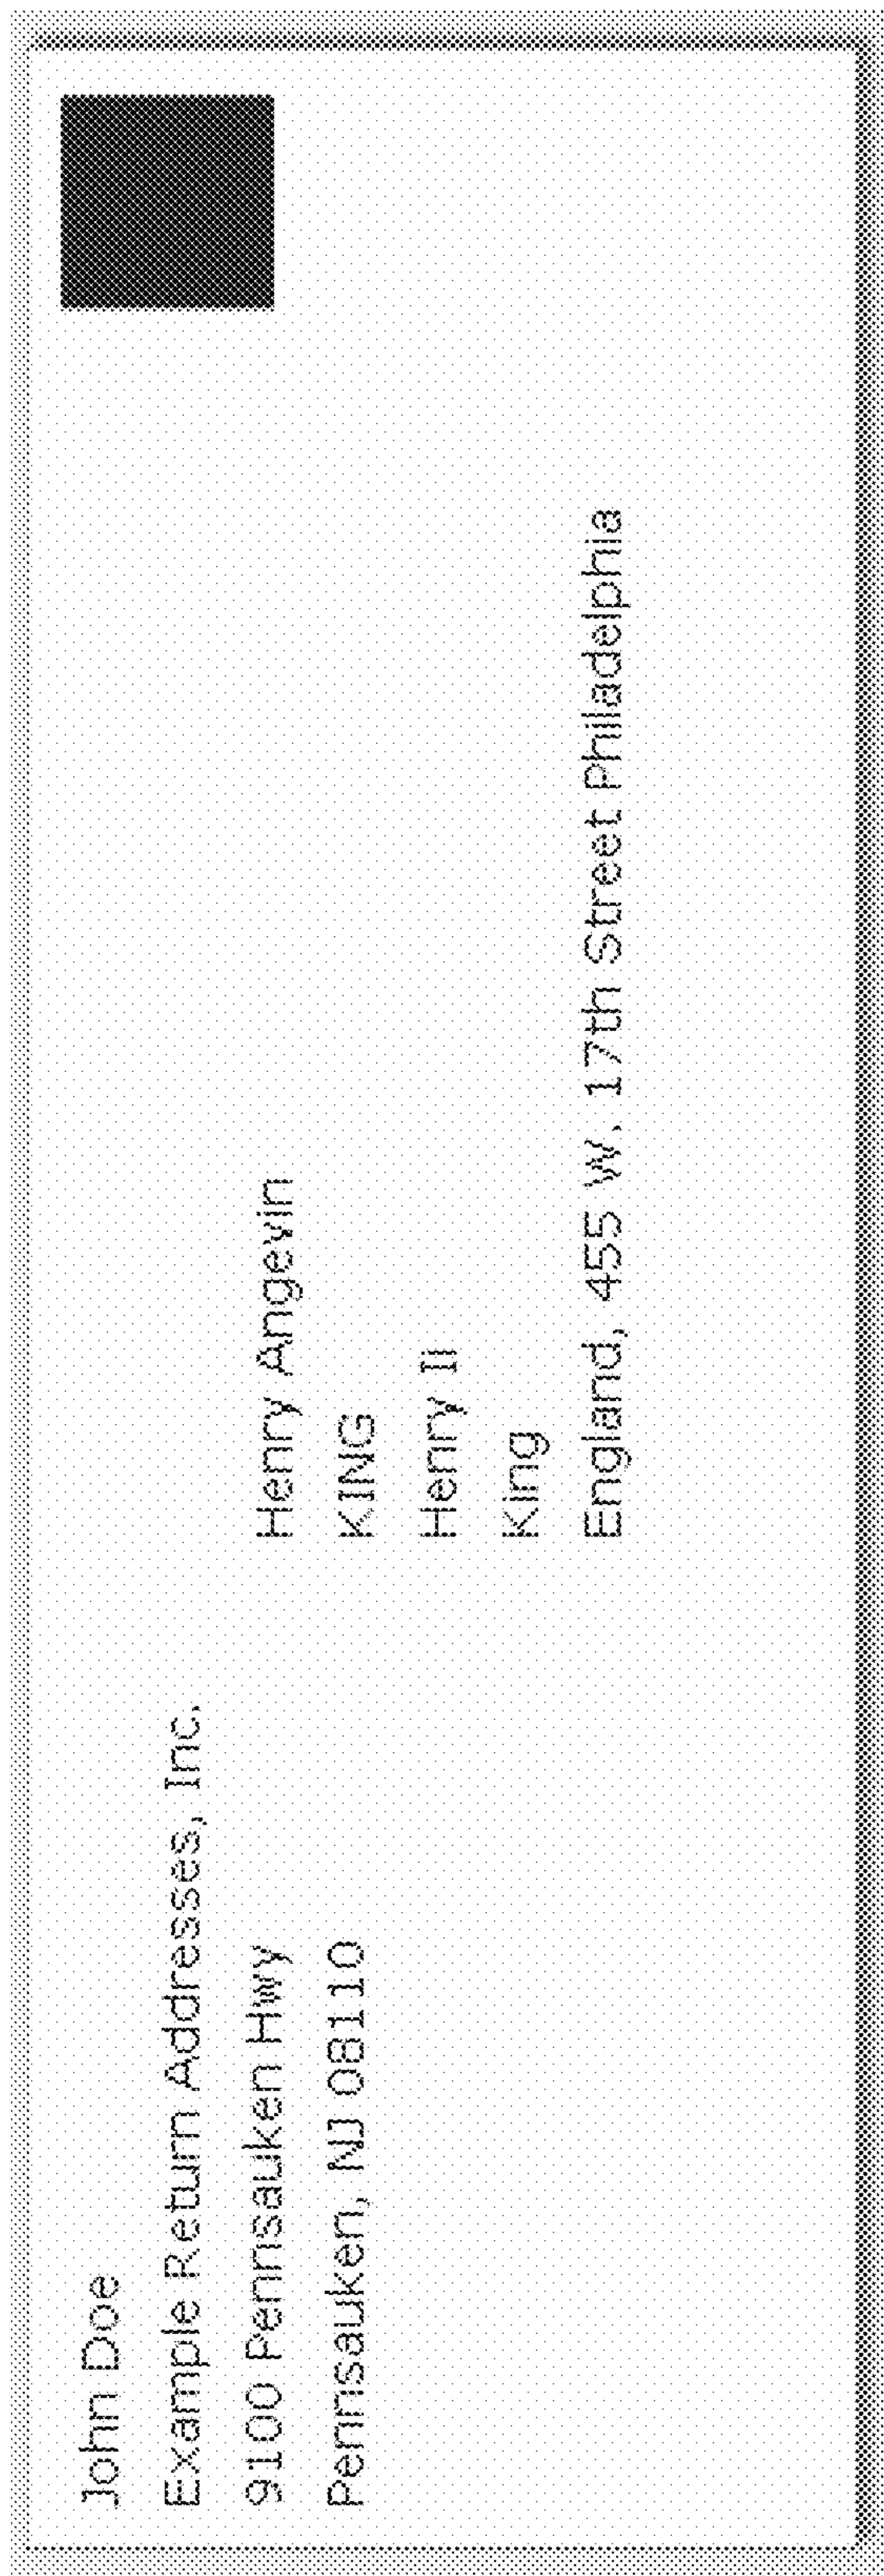 John Doe
Example Return Addresses, Inc.
9100 Pennsauken Hwy
Pennsauken, NJ 08110
Henry Angevin
KING
Henry Ii
King
England, 455 W. 17th Street Philadelphia